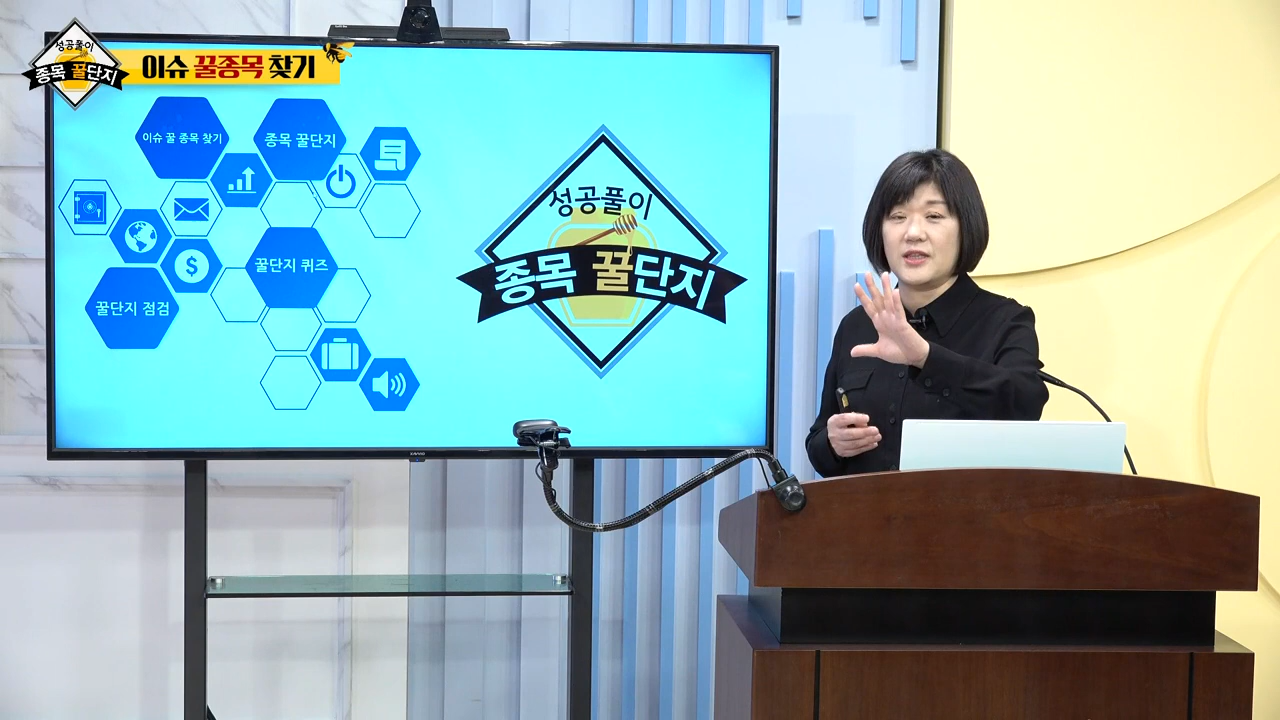 성공풀이
종목 꿀단지
이슈 꿀종목 찾기
이슈 꿀 종목 찾기
종목 꿀단지
꿀단지 퀴즈
꿀단지 점검
성공풀이
종목 꿀단지